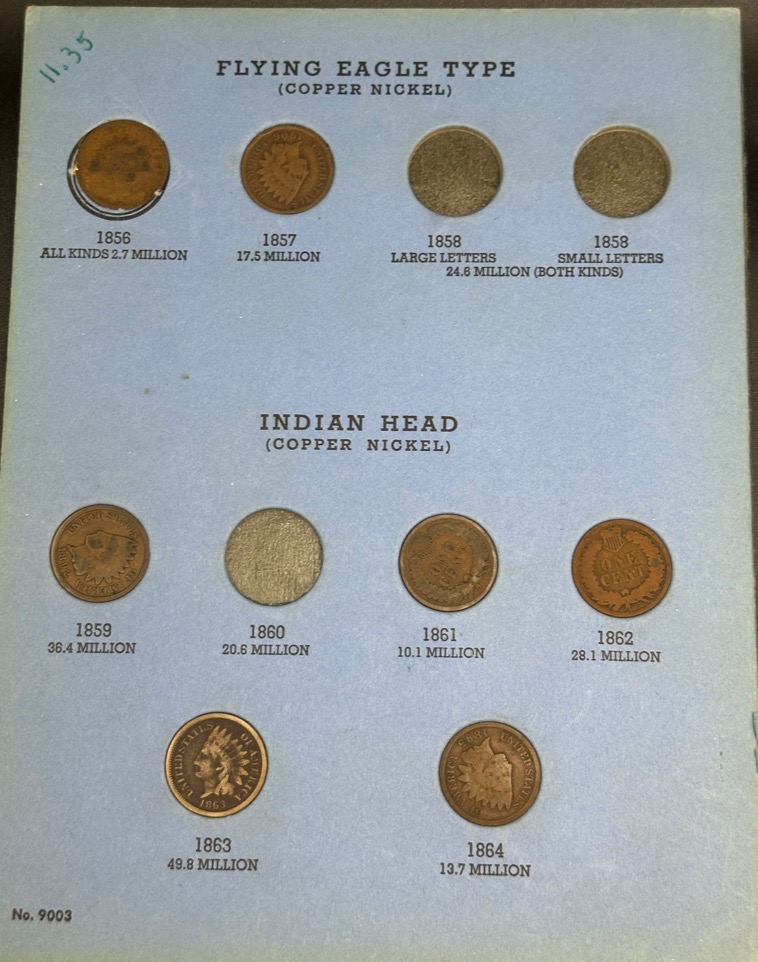 11.35
FLYING EAGLE TYPE
(COPPER NICKEL)
1856
ALL KINDS 2.7 MILLION
1857
17.5 MILLION
1858
LARGE LETTERS
1858
SMALL LETTERS
24.6 MILLION (BOTH KINDS)
INDIAN HEAD
(COPPER NICKEL)
1859
36.4 MILLION
1860
20.6 MILLION
1861
10.1 MILLION
ONE
CENT
1862
28.1 MILLION
UNITED STATES OF AMERICA
1863
1863
49.8 MILLION
UNITED STATES
1864
13.7 MILLION
No. 9003